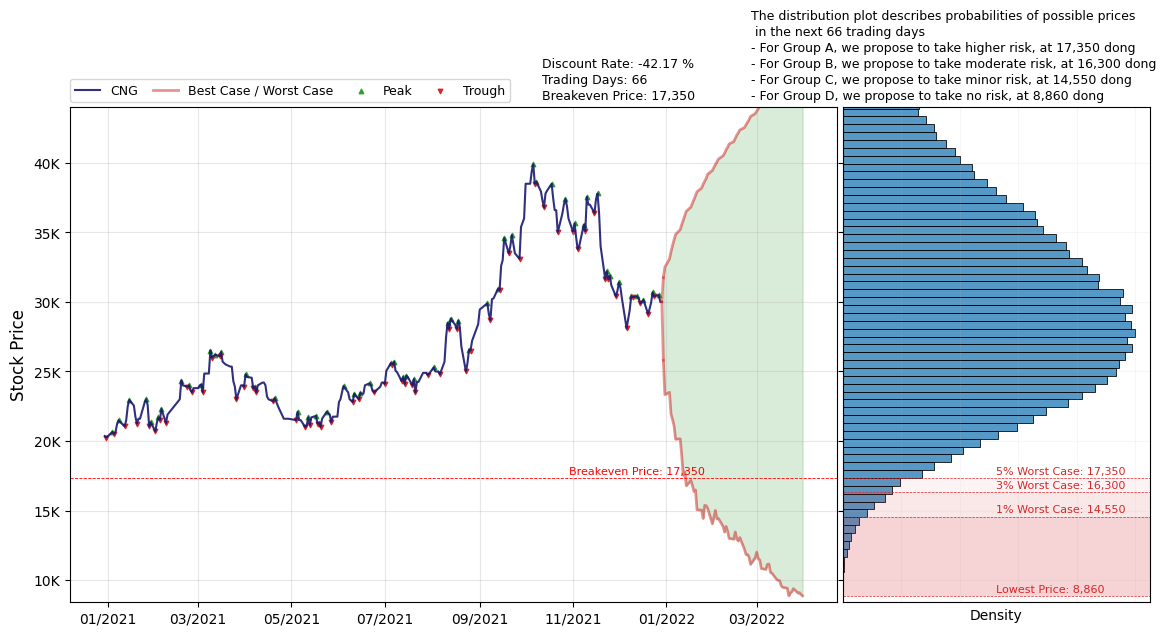 The distribution plot describes probabilities of possible prices
in the next 66 trading days
- For Group A, we propose to take higher risk, at 17,350 dong
- For Group B, we propose to take moderate risk, at 16,300 dong
- For Group C, we propose to take minor risk, at 14,550 dong
- For Group D, we propose to take no risk, at 8,860 dong
Discount Rate: -42.17 %
Trading Days: 66
Breakeven Price: 17,350
CNG
Best Case / Worst Case
Peak
Trough
Stock Price
40K
35K
30K
25K
20K
15K
10K
Breakeven Price: 17,350
5% Worst Case: 17,350
3% Worst Case: 16,300
1% Worst Case: 14,550
Lowest Price: 8,860
01/2021
03/2021
05/2021
07/2021
09/2021
11/2021
01/2022
03/2022
Density